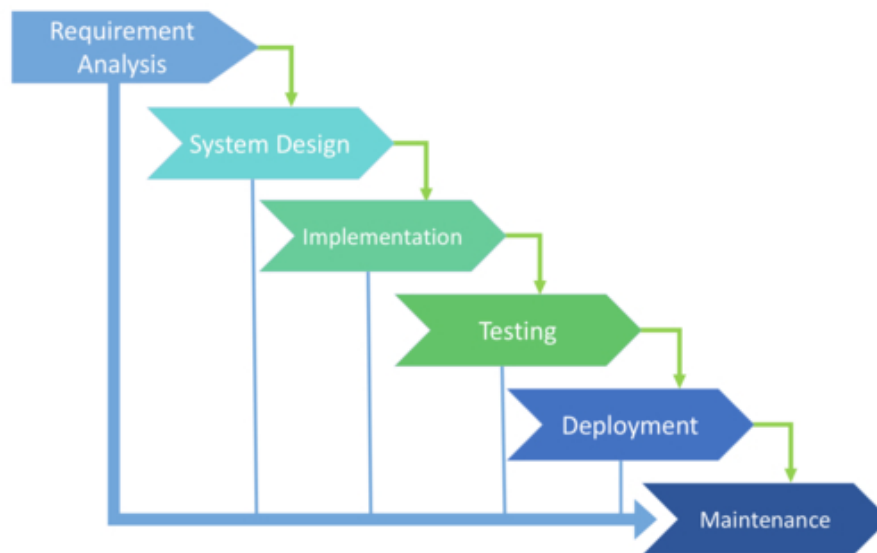 Requirement
Analysis
System Design
Implementation
Testing
Deployment
Maintenance